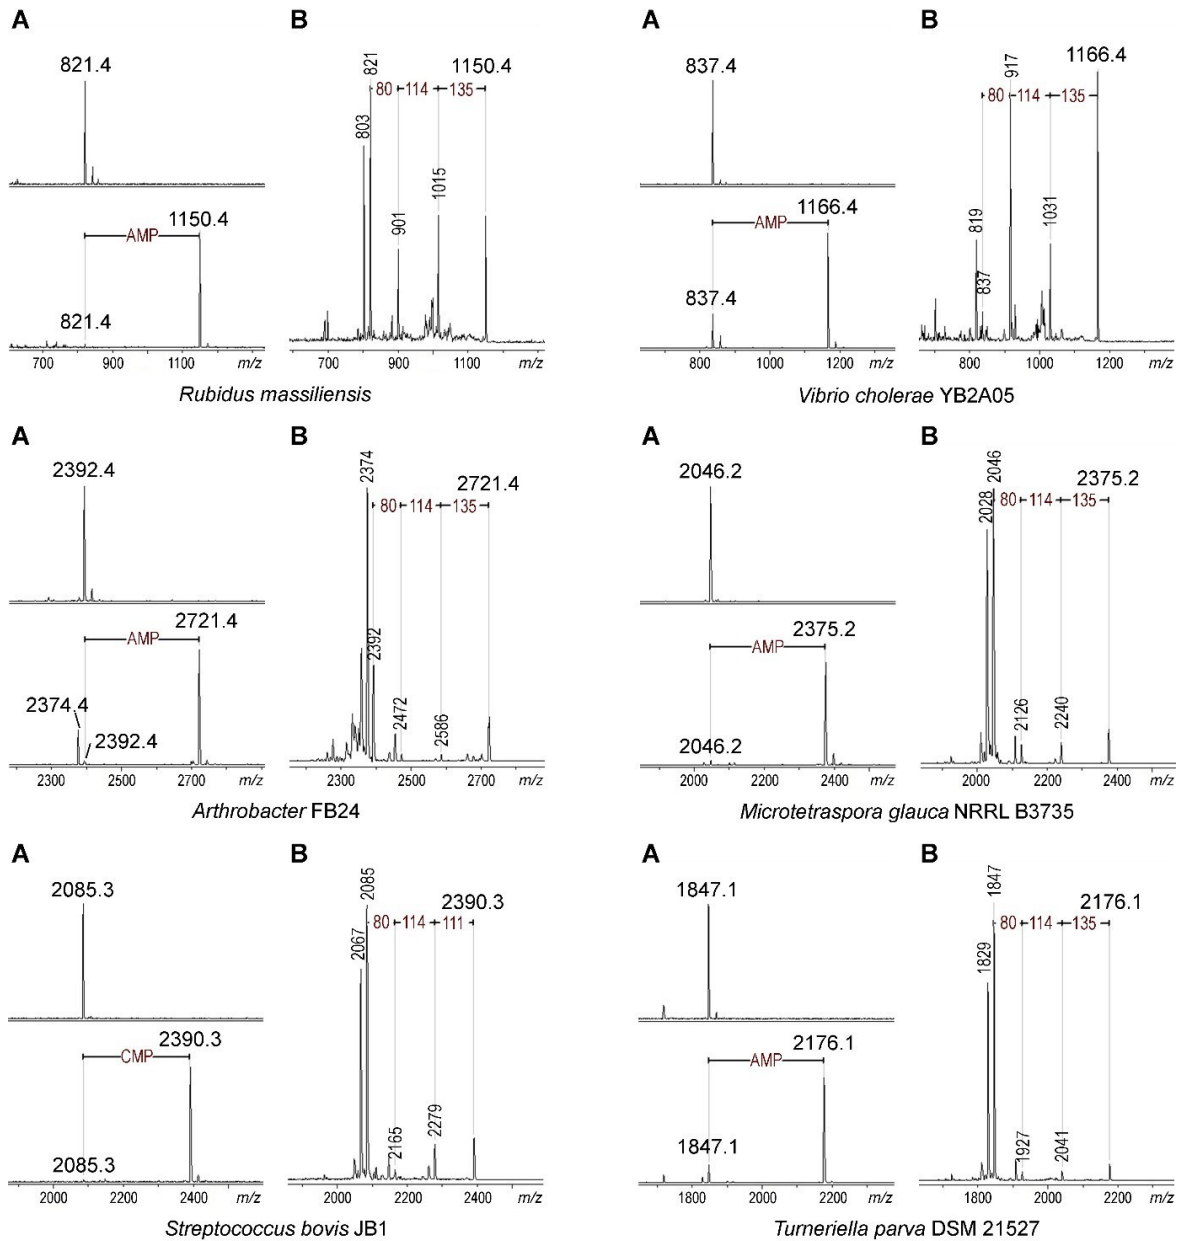 A
B
821.4
821
1150.4
80 114 135
803
1015
901
1150.4
AMP
821.4
700 900 1100 m/z
700 900 1100 m/z
Rubidus massiliensis
A
B
837.4
917
1166.4
80 114 135
819
837
1031
1166.4
AMP
837.4
800 1000 1200 m/z
800 1000 1200 m/z
Vibrio cholerae YB2A05
A
B
2392.4
2374
2721.4
80 114 135
2392
2472
2586
2721.4
AMP
2374.4
2392.4
2300 2500 2700 m/z
2300 2500 2700 m/z
Arthrobacter FB24
A
B
2046.2
2028
2046
2375.2
80 114 135
2126
2240
2375.2
AMP
2046.2
2000 2200 2400 m/z
2000 2200 2400 m/z
Microtetraspora glauca NRRL B3735
A
B
2085.3
2067
2085
2390.3
80 114 111
2165
2279
2390.3
CMP
2085.3
2000 2200 2400 m/z
2000 2200 2400 m/z
Streptococcus bovis JB1
A
B
1847.1
1829
1847
2176.1
80 114 135
1927
2041
2176.1
AMP
1847.1
1800 2000 2200 m/z
1800 2000 2200 m/z
Turneriella parva DSM 21527